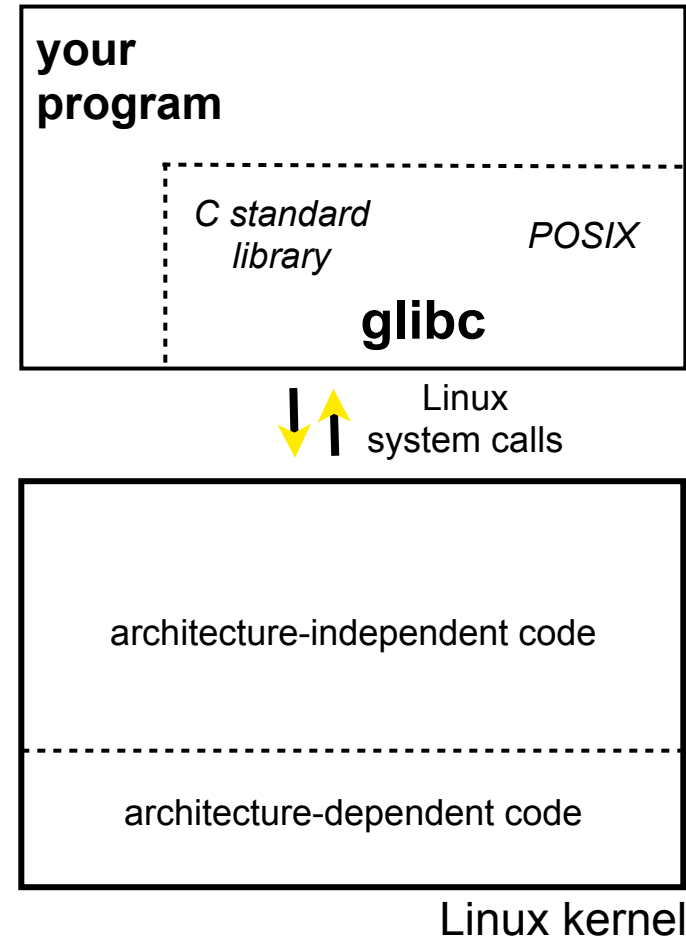 your
program
C standard
library
POSIX
glibc
Linux
system calls
architecture-independent code
architecture-dependent code
Linux kernel